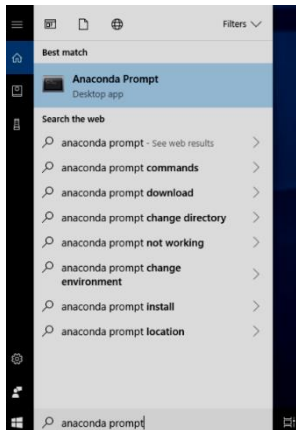 Filters
Best match
Anaconda Prompt
Desktop app
Search the web
anaconda prompt - See web results
anaconda prompt commands
anaconda prompt download
anaconda prompt change directory
anaconda prompt not working
anaconda prompt change
environment
anaconda prompt install
anaconda prompt location
anaconda prompt